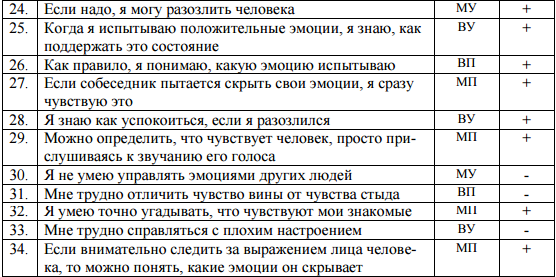 24. Если надо, я могу разозлить человека МУ +
25. Когда я испытываю положительные эмоции, я знаю, как ВУ +
поддержать это состояние
26. Как правило, я понимаю, какую эмоцию испытываю ВП +
27. Если собеседник пытается скрыть свои эмоции, я сразу МП +
чувствую это
28. Я знаю как успокоиться, если я разозлился ВУ +
29. Можно определить, что чувствует человек, просто при- МП +
слушиваясь к звучанию его голоса
30. Я не умею управлять эмоциями других людей МУ -
31. Мне трудно отличить чувство вины от чувства стыда ВП -
32. Я умею точно угадывать, что чувствуют мои знакомые МП +
33. Мне трудно справляться с плохим настроением ВУ -
34. Если внимательно следить за выражением лица челове- МП +
ка, то можно понять, какие эмоции он скрывает